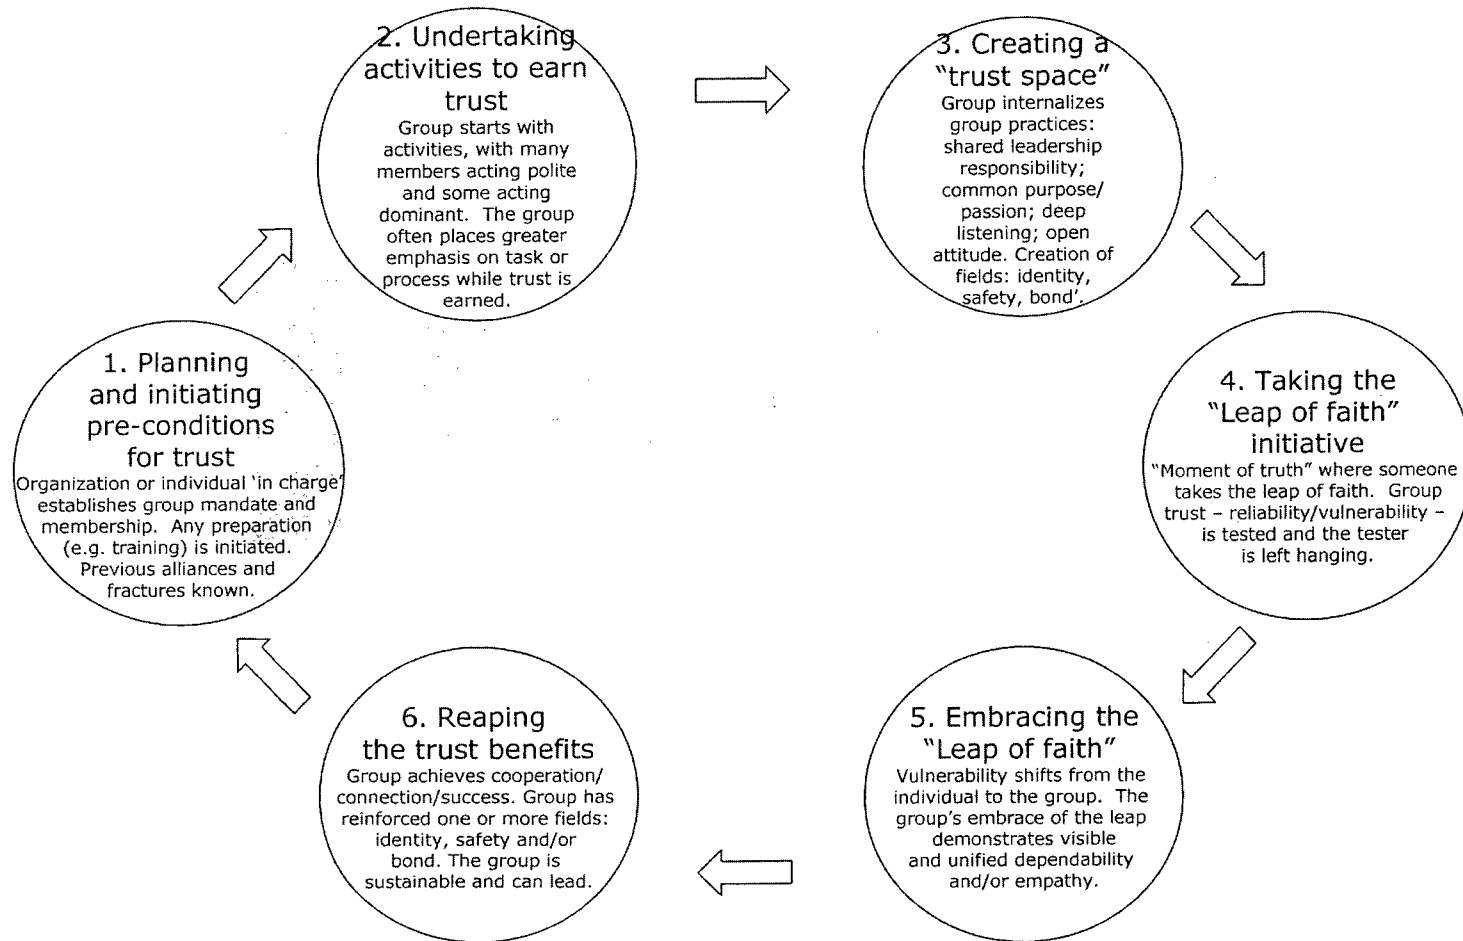 1. Planning
and initiating
pre-conditions
for trust
Organization or individual ‘in charge’
establishes group mandate and
membership.  Any preparation
(e.g. training) is initiated.
Previous alliances and
fractures known.
2. Undertaking
activities to earn
trust
Group starts with
activities, with many
members acting polite
and some acting
dominant.  The group
often places greater
emphasis on task or
process while trust is
earned.
3. Creating a
“trust space”
Group internalizes
group practices:
shared leadership
responsibility;
common purpose/
passion; deep
listening; open
attitude. Creation of
fields: identity,
safety, bond’.
4. Taking the
“Leap of faith”
initiative
“Moment of truth” where someone
takes the leap of faith.  Group
trust – reliability/vulnerability –
is tested and the tester
is left hanging.
5. Embracing the
“Leap of faith”
Vulnerability shifts from the
individual to the group.  The
group’s embrace of the leap
demonstrates visible
and unified dependability
and/or empathy.
6. Reaping
the trust benefits
Group achieves cooperation/
connection/success. Group has
reinforced one or more fields:
identity, safety and/or
bond. The group is
sustainable and can lead.